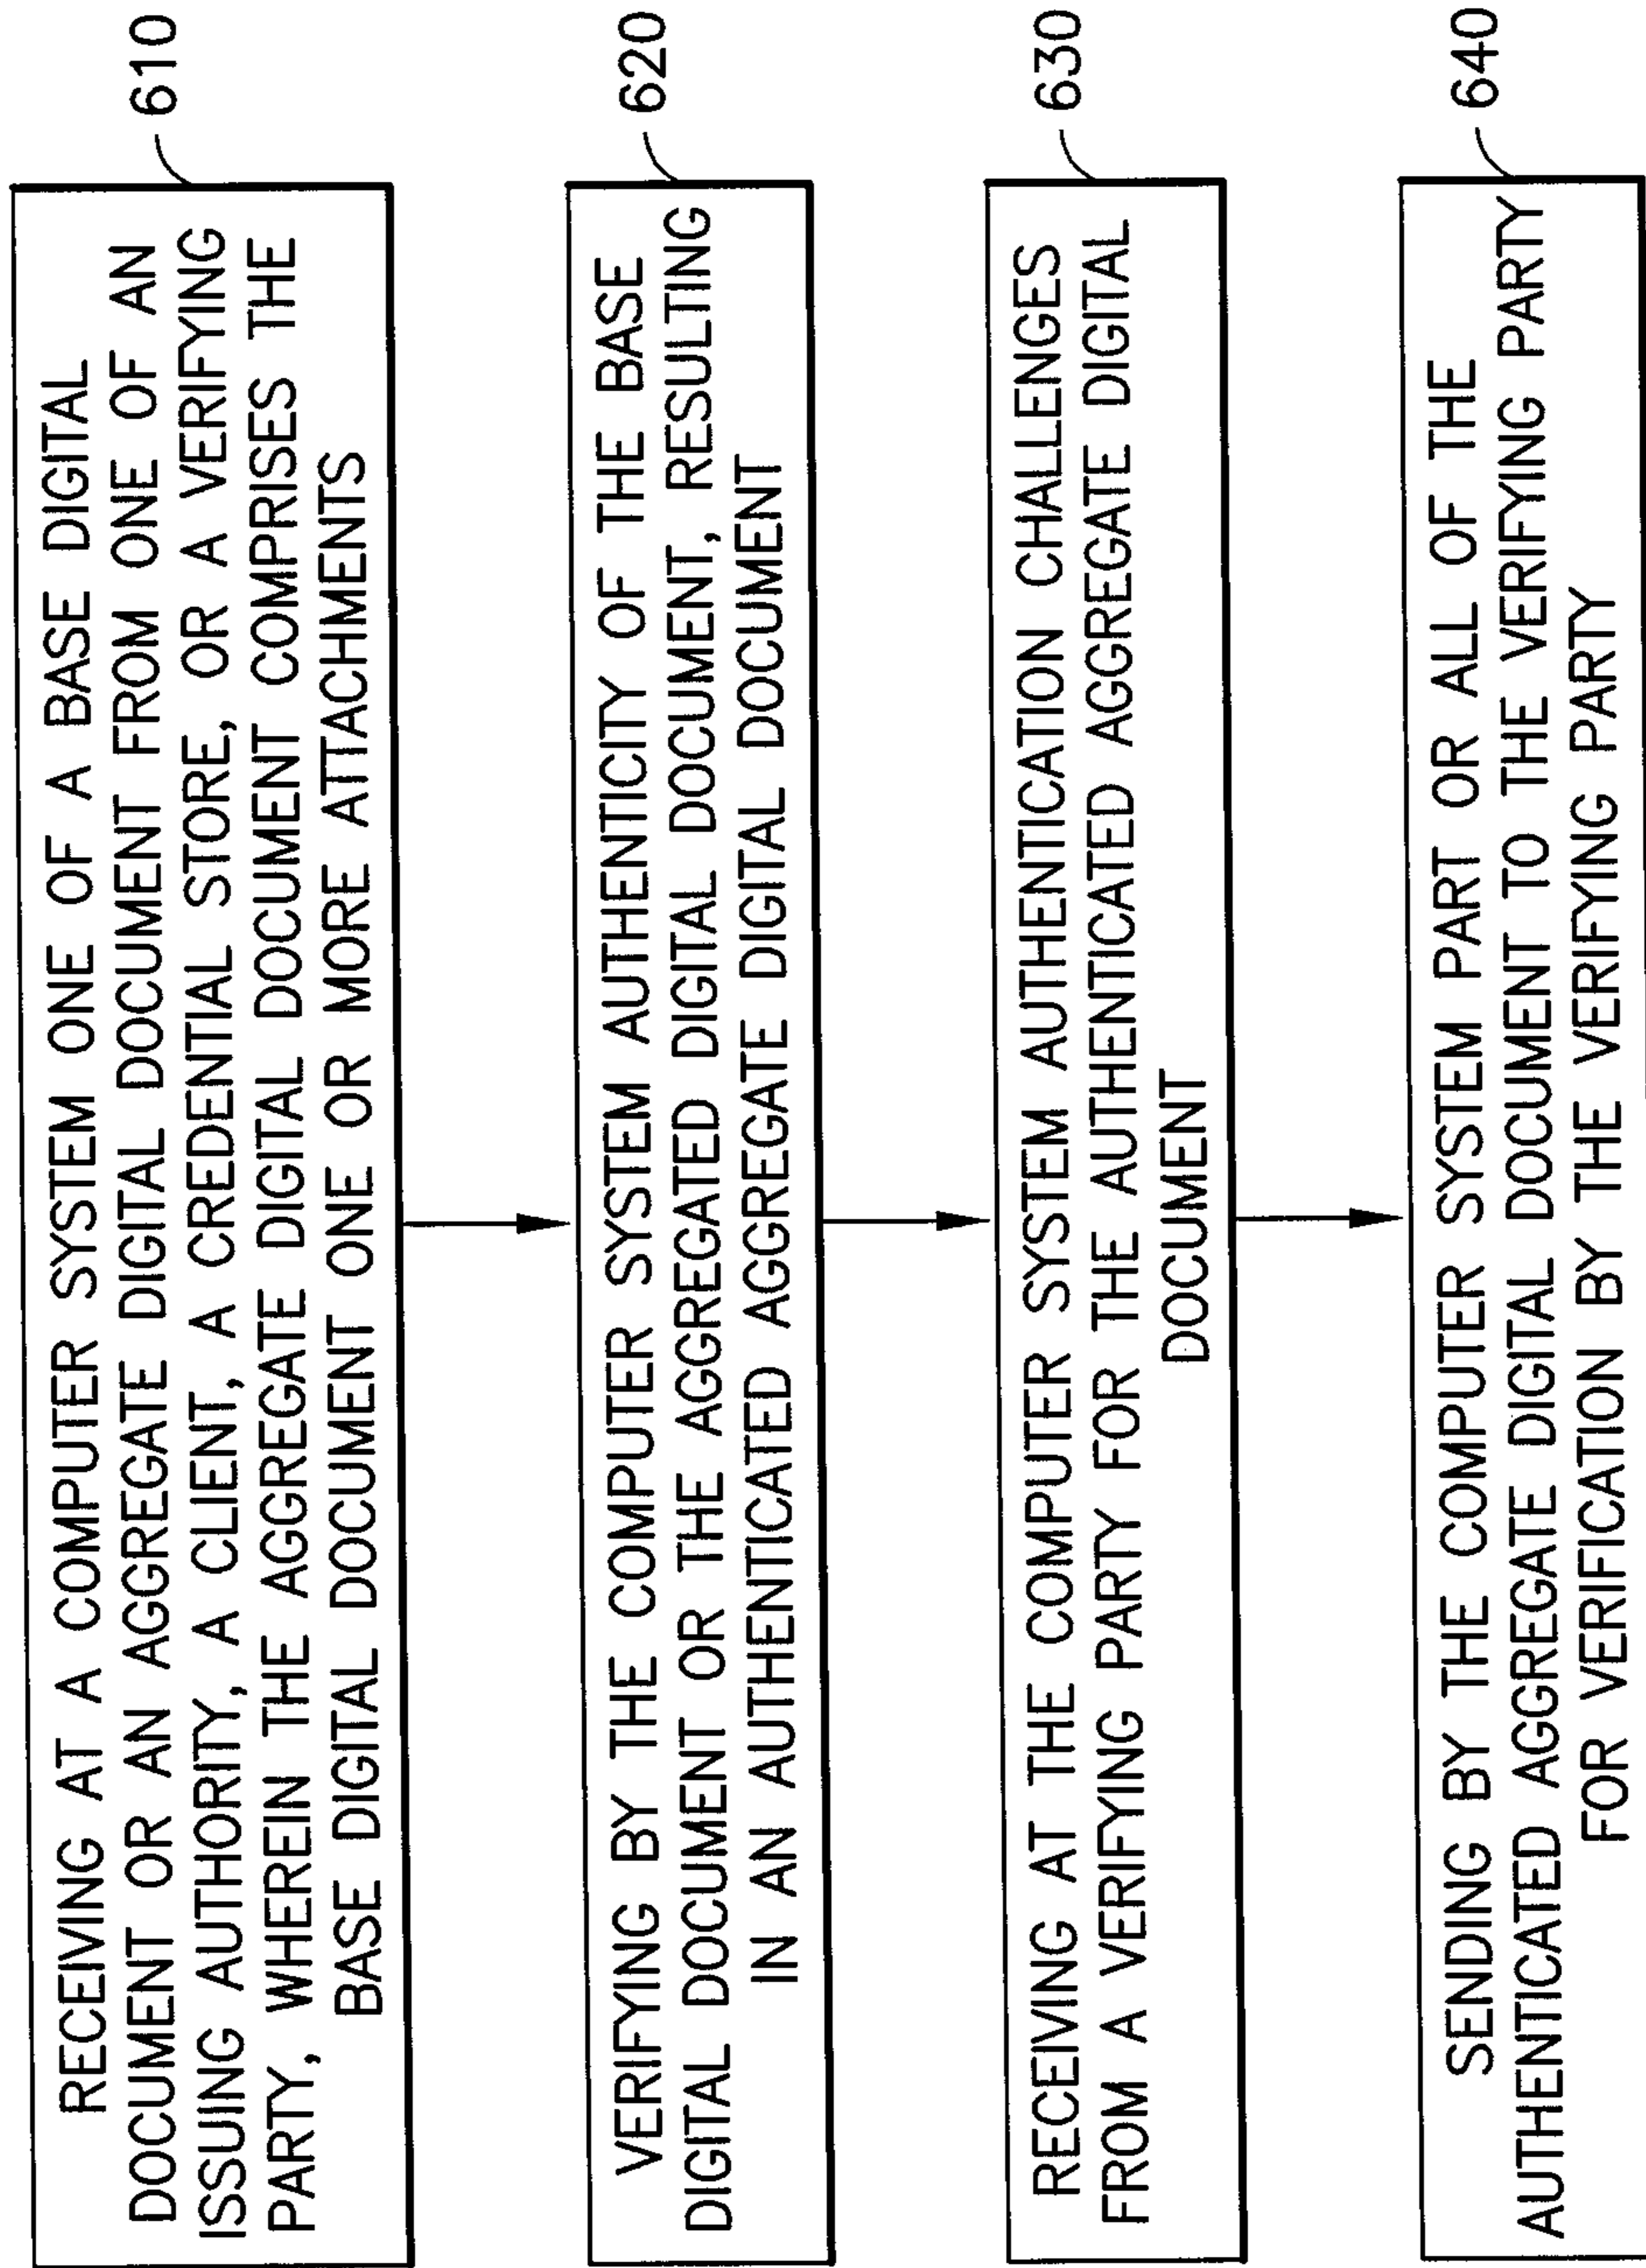 RECEIVING AT A COMPUTER SYSTEM ONE OF A BASE DIGITAL
DOCUMENT OR AN AGGREGATE DIGITAL DOCUMENT FROM ONE OF AN
ISSUING AUTHORITY, A CLIENT, A CREDENTIAL STORE, OR A VERIFYING
PARTY, WHEREIN THE AGGREGATE DIGITAL DOCUMENT COMPRISES THE
BASE DIGITAL DOCUMENT ONE OR MORE ATTACHMENTS
610
VERIFYING BY THE COMPUTER SYSTEM AUTHENTICITY OF THE BASE
DIGITAL DOCUMENT OR THE AGGREGATED DIGITAL DOCUMENT, RESULTING
IN AN AUTHENTICATED AGGREGATE DIGITAL DOCUMENT
620
RECEIVING AT THE COMPUTER SYSTEM AUTHENTICATION CHALLENGES
FROM A VERIFYING PARTY FOR THE AUTHENTICATED AGGREGATE DIGITAL
DOCUMENT
630
SENDING BY THE COMPUTER SYSTEM PART OR ALL OF THE
AUTHENTICATED AGGREGATE DIGITAL DOCUMENT TO THE VERIFYING PARTY
FOR VERIFICATION BY THE VERIFYING PARTY
640